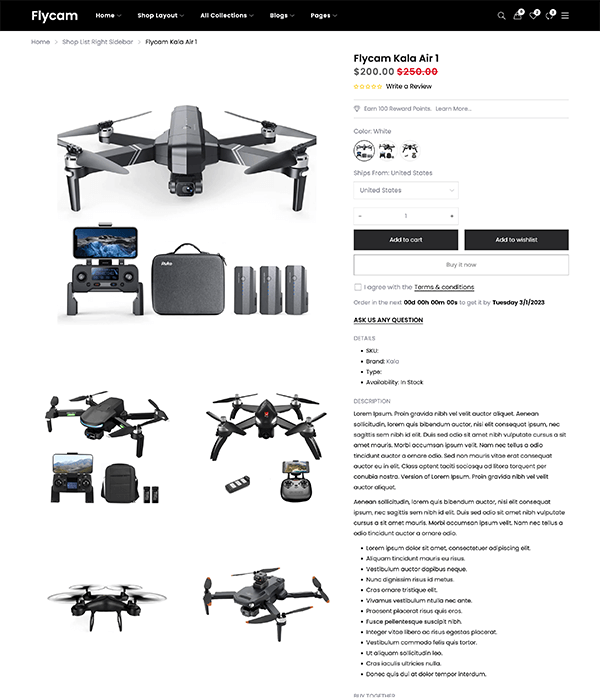 Flycam
Home
Shop Layout
All Collections
Blogs
Pages
Home > Shop List Right Sidebar > Flycam Kala Air 1
Flycam Kala Air 1
$200.00 $250.00
Write a Review
Earn 100 Reward Points. Learn More...
Color: White
Ships From: United States
United States
- 1 +
Add to cart
Add to wishlist
Buy it now
I agree with the Terms & conditions
Order in the next 00d 00h 00m 00s to get it by Tuesday 3/1/2023
ASK US ANY QUESTION
DETAILS
SKU:
Brand: Kala
Type:
Availability: In Stock
DESCRIPTION
Lorem Ipsum. Proin gravida nibh vel velit auctor aliquet. Aenean
sollicitudin, lorem quis bibendum auctor, nisi elit consequat ipsum, nec
sagittis sem nibh id elit. Duis sed odio sit amet nibh vulputate cursus a sit
amet mauris. Morbi accumsan ipsum velit. Nam nec tellus a odio
tincidunt auctor a ornare odio. Sed non mauris vitae erat consequat
auctor eu in elit. Class aptent taciti sociosqu ad litora torquent per
conubia nostra. Version of Lorem Ipsum. Proin gravida nibh vel velit
auctor aliquet.
Aenean sollicitudin, lorem quis bibendum auctor, nisi elit consequat
ipsum, nec sagittis sem nibh id elit. Duis sed odio sit amet nibh vulputate
cursus a sit amet mauris. Morbi accumsan ipsum velit. Nam nec tellus a
odio tincidunt auctor a ornare odio.
Lorem ipsum dolor sit amet, consectetuer adipiscing elit.
Aliquam tincidunt mauris eu risus.
Vestibulum auctor dapibus neque.
Nunc dignissim risus id metus.
Cras ornare tristique elit.
Vivamus vestibulum ntulla nec ante.
Praesent placerat risus quis eros.
Fusce pellentesque suscipit nibh.
Integer vitae libero ac risus egestas placerat.
Vestibulum commodo felis quis tortor.
Ut aliquam sollicitudin leo.
Cras iaculis ultricies nulla.
Donec quis dui at dolor tempor interdum.
BUY TOGETHER